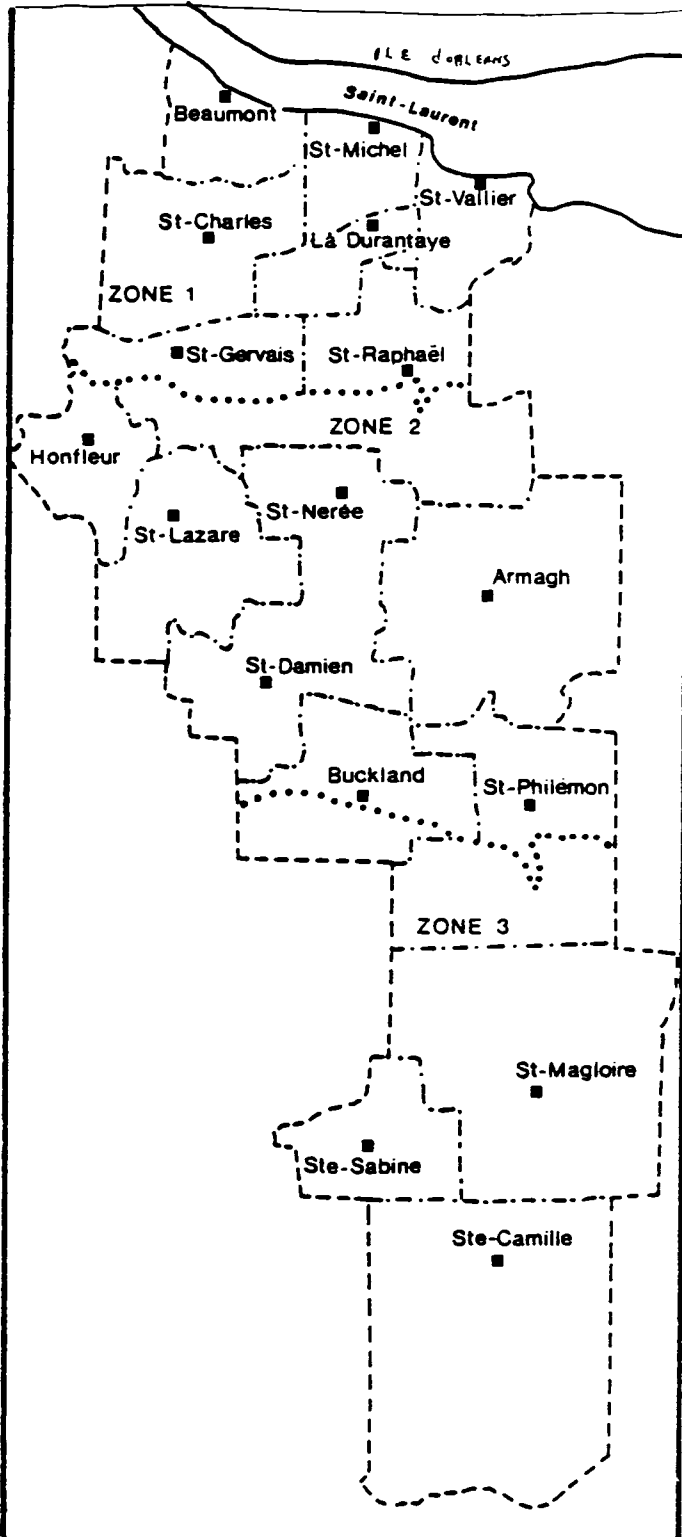 ILE d'ORLEANS
Saint-Laurent
Beaumont
St-Michel
St-Vallier
St-Charles
La Durantaye
ZONE 1
St-Gervais
St-Raphaël
ZONE 2
Honfleur
St-Nerée
St-Lazare
Armagh
St-Damien
Buckland
St-Philémon
ZONE 3
St-Magloire
Ste-Sabine
Ste-Camille